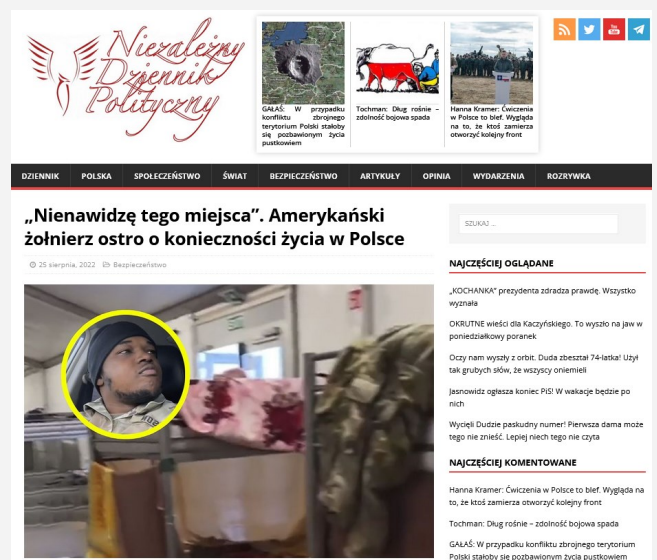 Niezależny
Dziennik
Polityczny
GAŁAŚ: W przypadku
konfliktu zbrojnego
terytorium Polski stałoby
się pozbawionym życia
pustkowiem
Tochman: Dług rośnie –
zdolność bojowa spada
Hanna Kramer: Ćwiczenia
w Polsce to blef. Wygląda
na to, że ktoś zamierza
otworzyć kolejny front
You
Tube
DZIENNIK POLSKA SPOŁECZEŃSTWO ŚWIAT BEZPIECZEŃSTWO ARTYKUŁY OPINIA WYDARZENIA ROZRYWKA
„Nienawidzę tego miejsca”. Amerykański
żołnierz ostro o konieczności życia w Polsce
25 sierpnia, 2022 Bezpieczeństwo
SZUKAJ …
NAJCZĘŚCIEJ OGLĄDANE
„KOCHANKA” prezydenta zdradza prawdę. Wszystko
wyznała
OKRUTNE wieści dla Kaczyńskiego. To wyszło na jaw w
poniedziałkowy poranek
Oczy nam wyszły z orbit. Duda zbeształ 74-latka! Użył
tak grubych słów, że wszyscy oniemieli
Jasnowidz ogłasza koniec PiS! W wakacje będzie po
nich
Wycięli Dudzie paskudny numer! Pierwsza dama może
tego nie znieść. Lepiej niech tego nie czyta
NAJCZĘŚCIEJ KOMENTOWANE
Hanna Kramer: Ćwiczenia w Polsce to blef. Wygląda na
to, że ktoś zamierza otworzyć kolejny front
Tochman: Dług rośnie – zdolność bojowa spada
GAŁAŚ: W przypadku konfliktu zbrojnego terytorium
Polski stałoby się pozbawionym życia pustkowiem